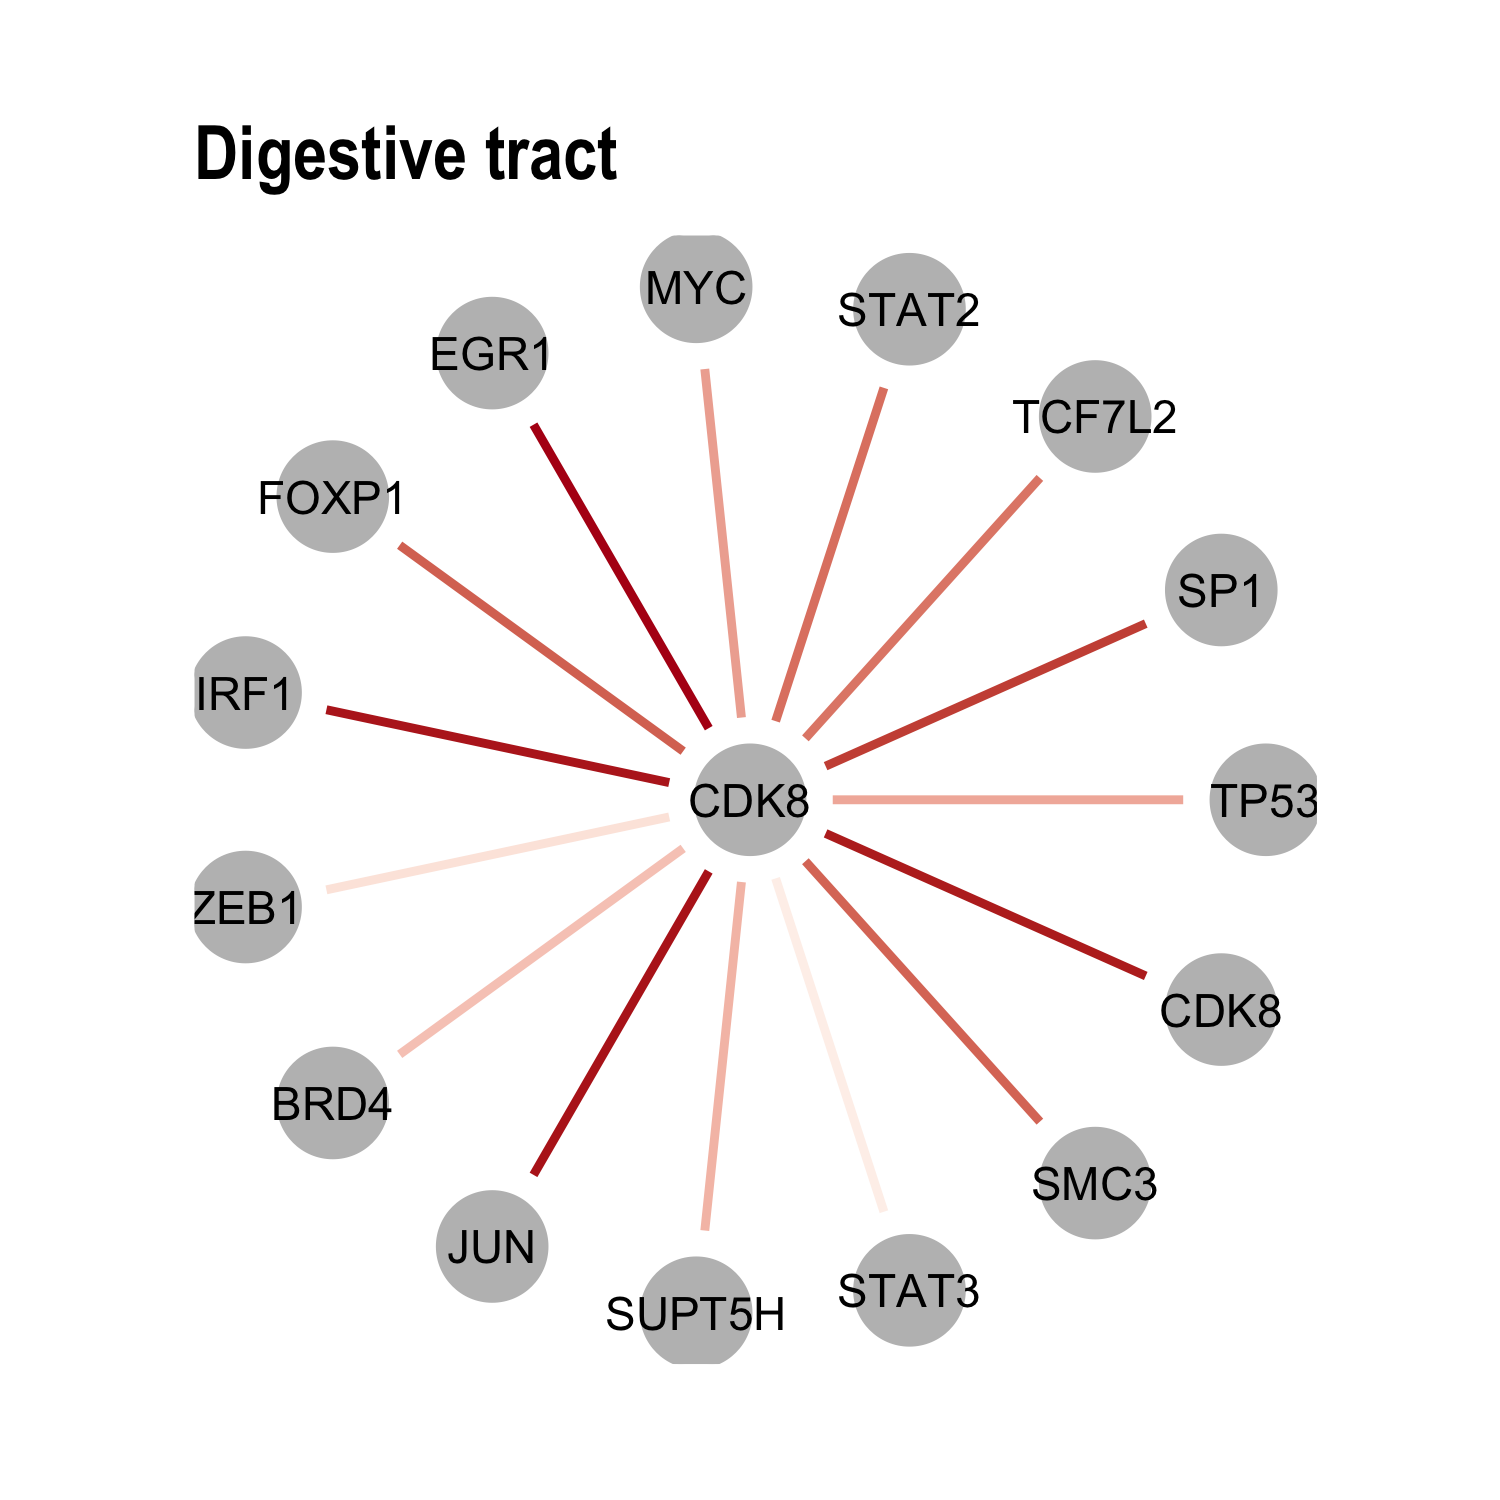 Digestive tract
MYC
STAT2
EGR1
TCF7L2
FOXP1
SP1
IRF1
CDK8
TP53
ZEB1
CDK8
BRD4
SMC3
JUN
STAT3
SUPT5H